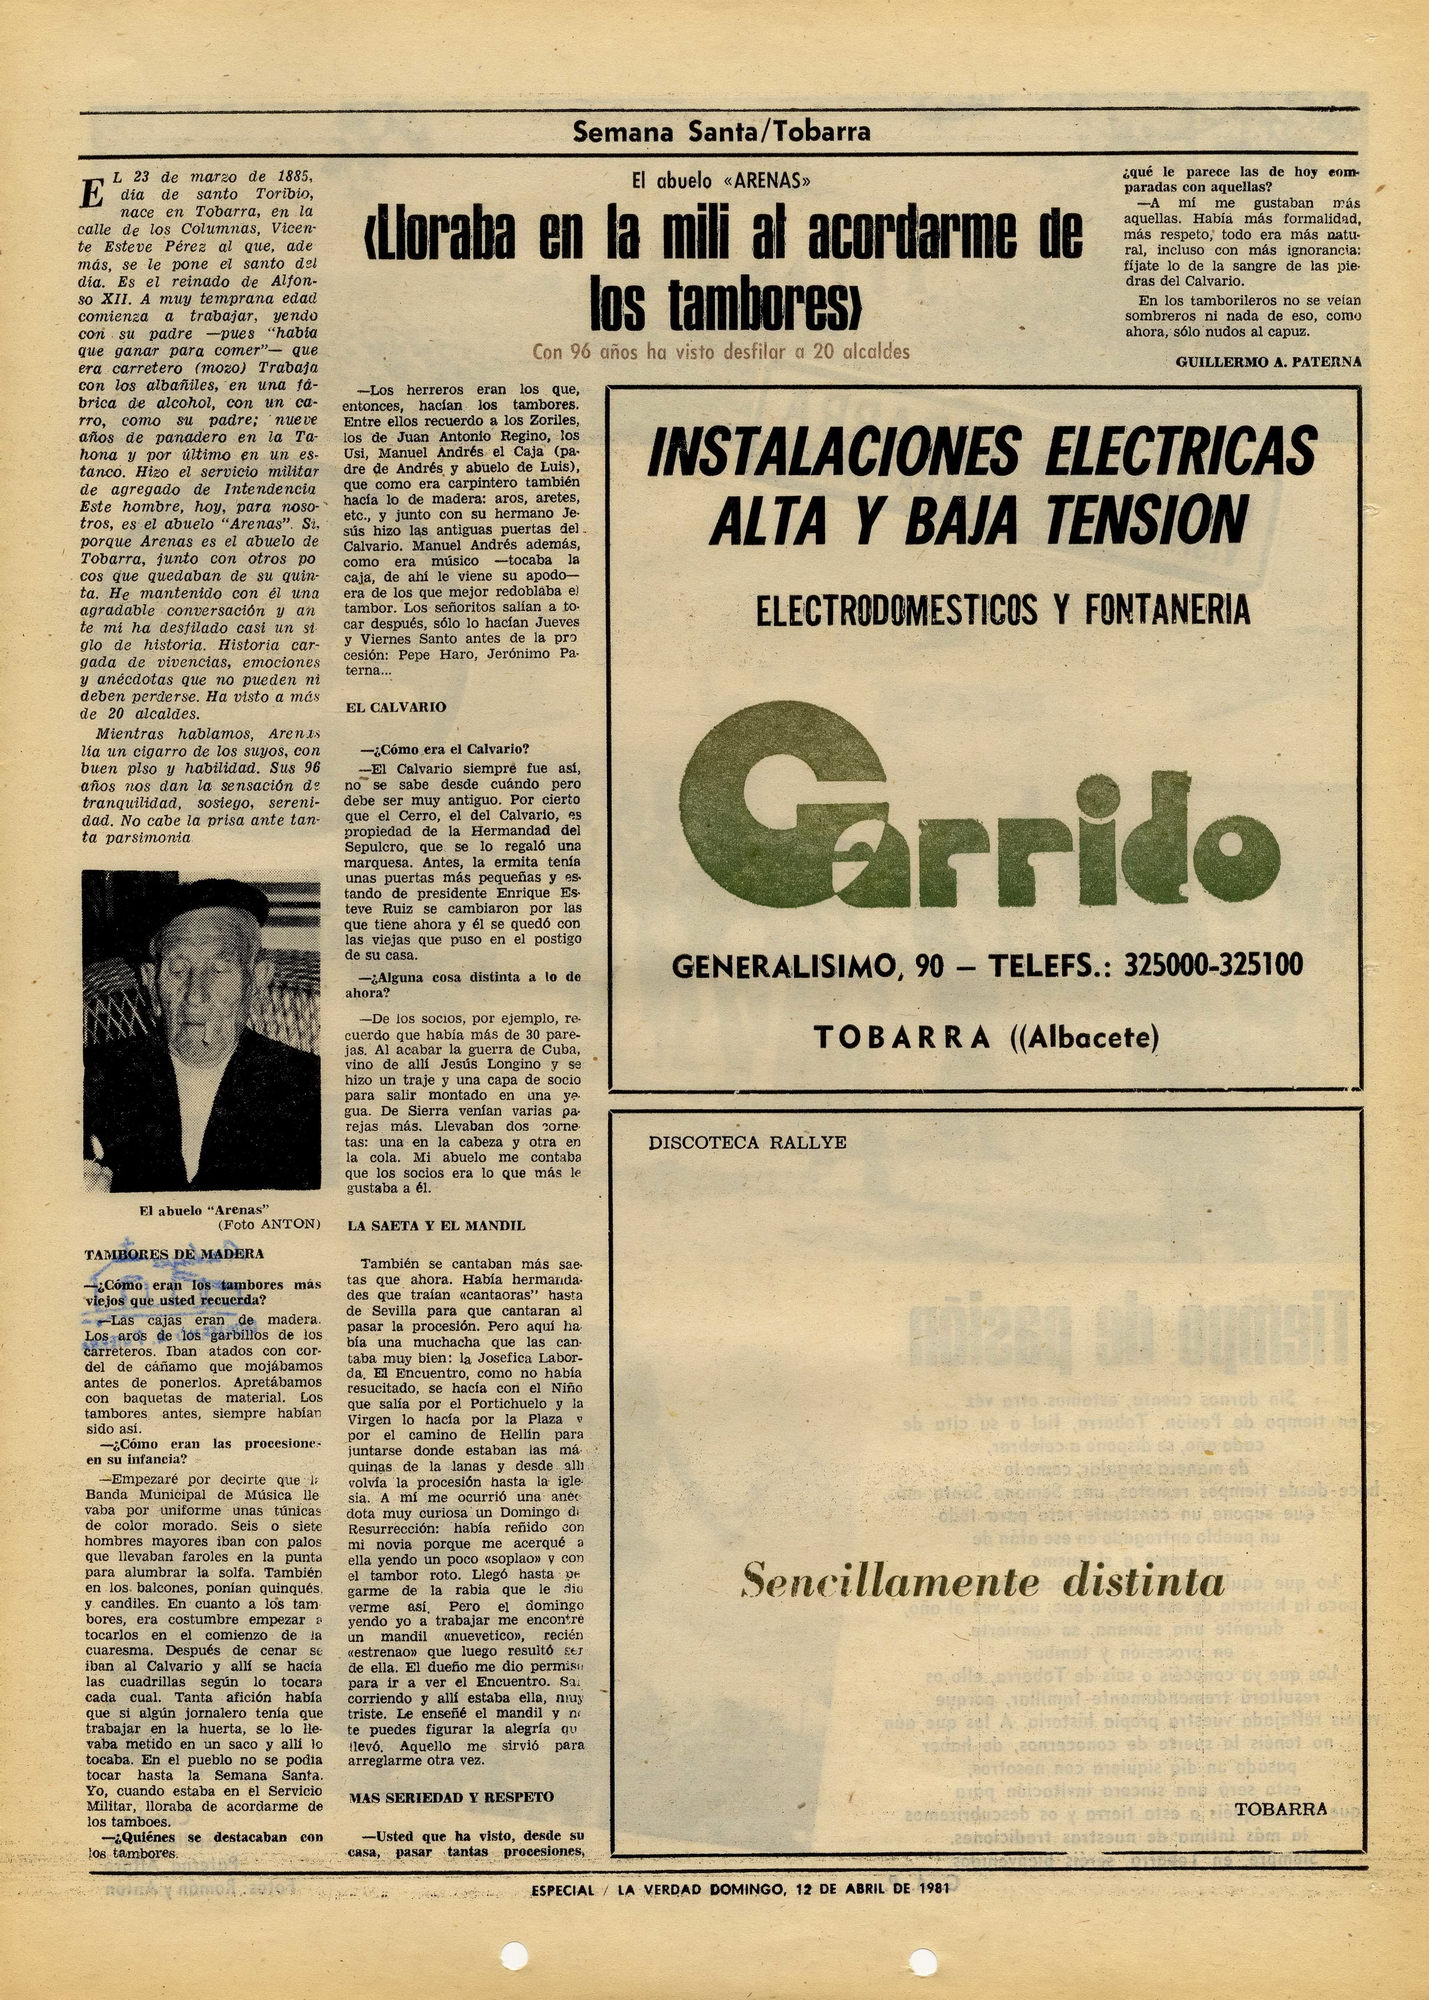 Semana Santa/Tobarra
EL 23 de marzo de 1885,
día de santo Toribio,
nace en Tobarra, en la
calle de los Columnas, Vicen-
te Esteve Pérez al que, ade
más, se le pone el santo del
día. Es el reinado de Alfon-
so XII. A muy temprana edad
comienza a trabajar, yendo
con su padre —pues "había
que ganar para comer"— que
era carretero (mozo) Trabaja
con los albañiles, en una fá-
brica de alcohol, con un ca-
rro, como su padre; nueve
años de panadero en la Ta-
hona y por último en un es-
tanco. Hizo el servicio militar
de agregado de Intendencia
Este hombre, hoy, para noso-
tros, es el abuelo "Arenas". Si,
porque Arenas es el abuelo de
Tobarra, junto con otros po
cos que quedaban de su quin-
ta. He mantenido con él una
agradable conversación y an
te mí ha desfilado casi un si
glo de historia. Historia car-
gada de vivencias, emociones
y anécdotas que no pueden ni
deben perderse. Ha visto a más
de 20 alcaldes.
Mientras hablamos, Arenas
lía un cigarro de los suyos, con
buen plso y habilidad. Sus 96
años nos dan la sensación de
tranquilidad, sosiego, sereni-
dad. No cabe la prisa ante tan-
ta parsimonia
El abuelo "Arenas"
(Foto ANTON)
TAMBORES DE MADERA
—¿Cómo eran los tambores más
viejos que usted recuerda?
—Las cajas eran de madera.
Los aros de los garbillos de los
carreteros. Iban atados con cor-
del de cáñamo que mojábamos
antes de ponerlos. Apretábamos
con baquetas de material. Los
tambores antes, siempre habían
sido así.
—¿Cómo eran las procesiones
en su infancia?
—Empezaré por decirte que la
Banda Municipal de Música lle
vaba por uniforme unas túnicas
de color morado. Seis o siete
hombres mayores iban con palos
que llevaban faroles en la punta
para alumbrar la solfa. También
en los balcones, ponían quinqués
y candiles. En cuanto a los tam
bores, era costumbre empezar a
tocarlos en el comienzo de la
cuaresma. Después de cenar se
iban al Calvario y allí se hacía
las cuadrillas según lo tocara
cada cual. Tanta afición había
que si algún jornalero tenía que
trabajar en la huerta, se lo lle-
vaba metido en un saco y allí lo
tocaba. En el pueblo no se podía
tocar hasta la Semana Santa.
Yo, cuando estaba en el Servicio
Militar, lloraba de acordarme de
los tamboes.
—¿Quiénes se destacaban con
los tambores.
El abuelo «ARENAS»
«Lloraba en la mili al acordarme de
los tambores»
Con 96 años ha visto desfilar a 20 alcaldes
—Los herreros eran los que,
entonces, hacían los tambores.
Entre ellos recuerdo a los Zoriles,
los de Juan Antonio Regino, los
Usi, Manuel Andrés el Caja (pa-
dre de Andrés y abuelo de Luis),
que como era carpintero también
hacía lo de madera: aros, aretes,
etc., y junto con su hermano Je-
sús hizo las antiguas puertas del
Calvario. Manuel Andrés además,
como era músico —tocaba la
caja, de ahí le viene su apodo—
era de los que mejor redoblaba el
tambor. Los señoritos salían a to-
car después, sólo lo hacían Jueves
y Viernes Santo antes de la pro
cesión: Pepe Haro, Jerónimo Pa-
terna...
EL CALVARIO
—¿Cómo era el Calvario?
—El Calvario siempre fue así,
no se sabe desde cuándo pero
debe ser muy antiguo. Por cierto
que el Cerro, el del Calvario, es
propiedad de la Hermandad del
Sepulcro, que se lo regaló una
marquesa. Antes, la ermita tenía
unas puertas más pequeñas y es-
tando de presidente Enrique Es-
teve Ruiz se cambiaron por las
que tiene ahora y él se quedó con
las viejas que puso en el postigo
de su casa.
—¿Alguna cosa distinta a lo de
ahora?
—De los socios, por ejemplo, re-
cuerdo que había más de 30 pare-
jas. Al acabar la guerra de Cuba,
vino de allí Jesús Longino y se
hizo un traje y una capa de socio
para salir montado en una ye-
gua. De Sierra venían varias pa-
rejas más. Llevaban dos corne-
tas: una en la cabeza y otra en
la cola. Mi abuelo me contaba
que los socios era lo que más le
gustaba a él.
LA SAETA Y EL MANDIL
También se cantaban más sae-
tas que ahora. Había hermanda-
des que traían «cantaoras" hasta
de Sevilla para que cantaran al
pasar la procesión. Pero aquí ha-
bía una muchacha que las can-
taba muy bien: la Josefica Labor-
da. El Encuentro, como no había
resucitado, se hacía con el Niño
que salía por el Portichuelo y la
Virgen lo hacía por la Plaza y
por el camino de Hellín para
juntarse donde estaban las má-
quinas de la lanas y desde allí
volvía la procesión hasta la igle-
sia. A mí me ocurrió una anéc
dota muy curiosa un Domingo de
Resurrección: había reñido con
mi novia porque me acerqué a
ella yendo un poco «soplao» y con
el tambor roto. Llegó hasta pe
garme de la rabia que le dio
verme así. Pero el domingo
yendo yo a trabajar me encontré
un mandil «nuevetico», recién
«estrenao» que luego resultó ser
de ella. El dueño me dio permiso
para ir a ver el Encuentro. Salí
corriendo y allí estaba ella, muy
triste. Le enseñé el mandil y no
te puedes figurar la alegría que
llevó. Aquello me sirvió para
arreglarme otra vez.
MAS SERIEDAD Y RESPETO
—Usted que ha visto, desde su
casa, pasar tantas procesiones,
¿qué le parece las de hoy com-
paradas con aquellas?
—A mí me gustaban más
aquellas. Había más formalidad,
más respeto, todo era más natu-
ral, incluso con más ignorancia:
fíjate lo de la sangre de las pie-
dras del Calvario.
En los tamborileros no se veían
sombreros ni nada de eso, como
ahora, sólo nudos al capuz.
GUILLERMO A. PATERNA
INSTALACIONES ELECTRICAS
ALTA Y BAJA TENSION
ELECTRODOMESTICOS Y FONTANERIA
Garrido
GENERALISIMO, 90 – TELEFS.: 325000-325100
TOBARRA ((Albacete)
DISCOTECA RALLYE
Sencillamente distinta
TOBARRA
ESPECIAL / LA VERDAD DOMINGO, 12 DE ABRIL DE 1981